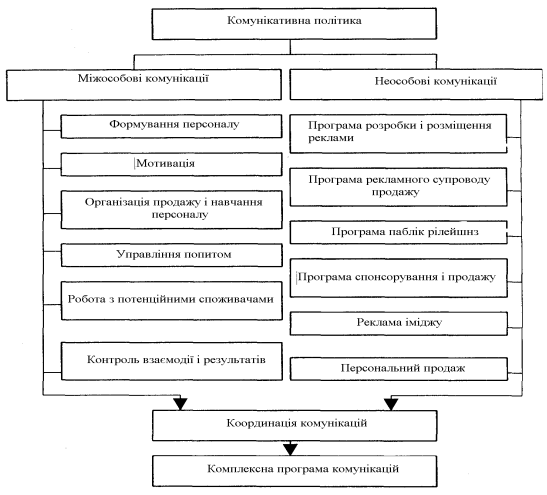 Комунікативна політика
Міжособові комунікації
Неособові комунікації
Формування персоналу
Мотивація
Організація продажу і навчання
персоналу
Управління попитом
Робота з потенційними споживачами
Контроль взаємодії і результатів
Програма розробки і розміщення
реклами
Програма рекламного супроводу
продажу
Програма паблік рілейшнз
Програма спонсорування і продажу
Реклама іміджу
Персональний продаж
Координація комунікацій
Комплексна програма комунікацій